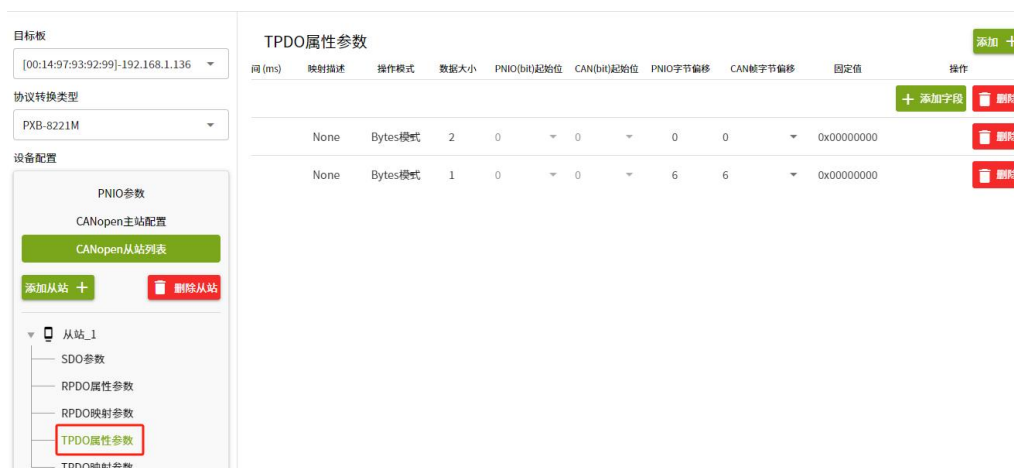 目标板
[00:14:97:93:92:99]-192.168.1.136
协议转换类型
PXB-8221M
设备配置
PNIO参数
CANopen主站配置
CANopen从站列表
添加从站
删除从站
从站_1
SDO参数
RPDO属性参数
RPDO映射参数
TPDO属性参数
TPDO映射参数
TPDO属性参数
添加
间 (ms) 映射描述 操作模式 数据大小 PNIO(bit)起始位 CAN(bit)起始位 PNIO字节偏移 CAN帧字节偏移 固定值 操作
添加字段 删除
None Bytes模式 2 0 0 0 0 0x00000000 删除
None Bytes模式 1 0 0 6 6 0x00000000 删除